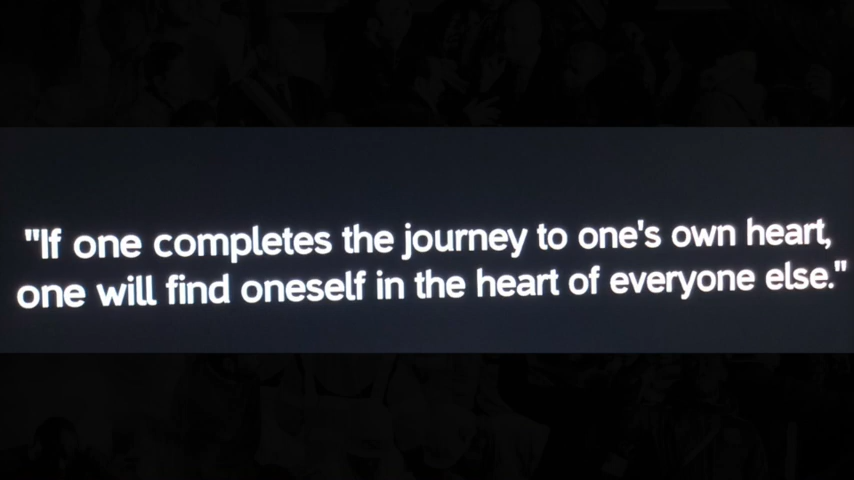 "If one completes the journey to one's own heart,
one will find oneself in the heart of everyone else."